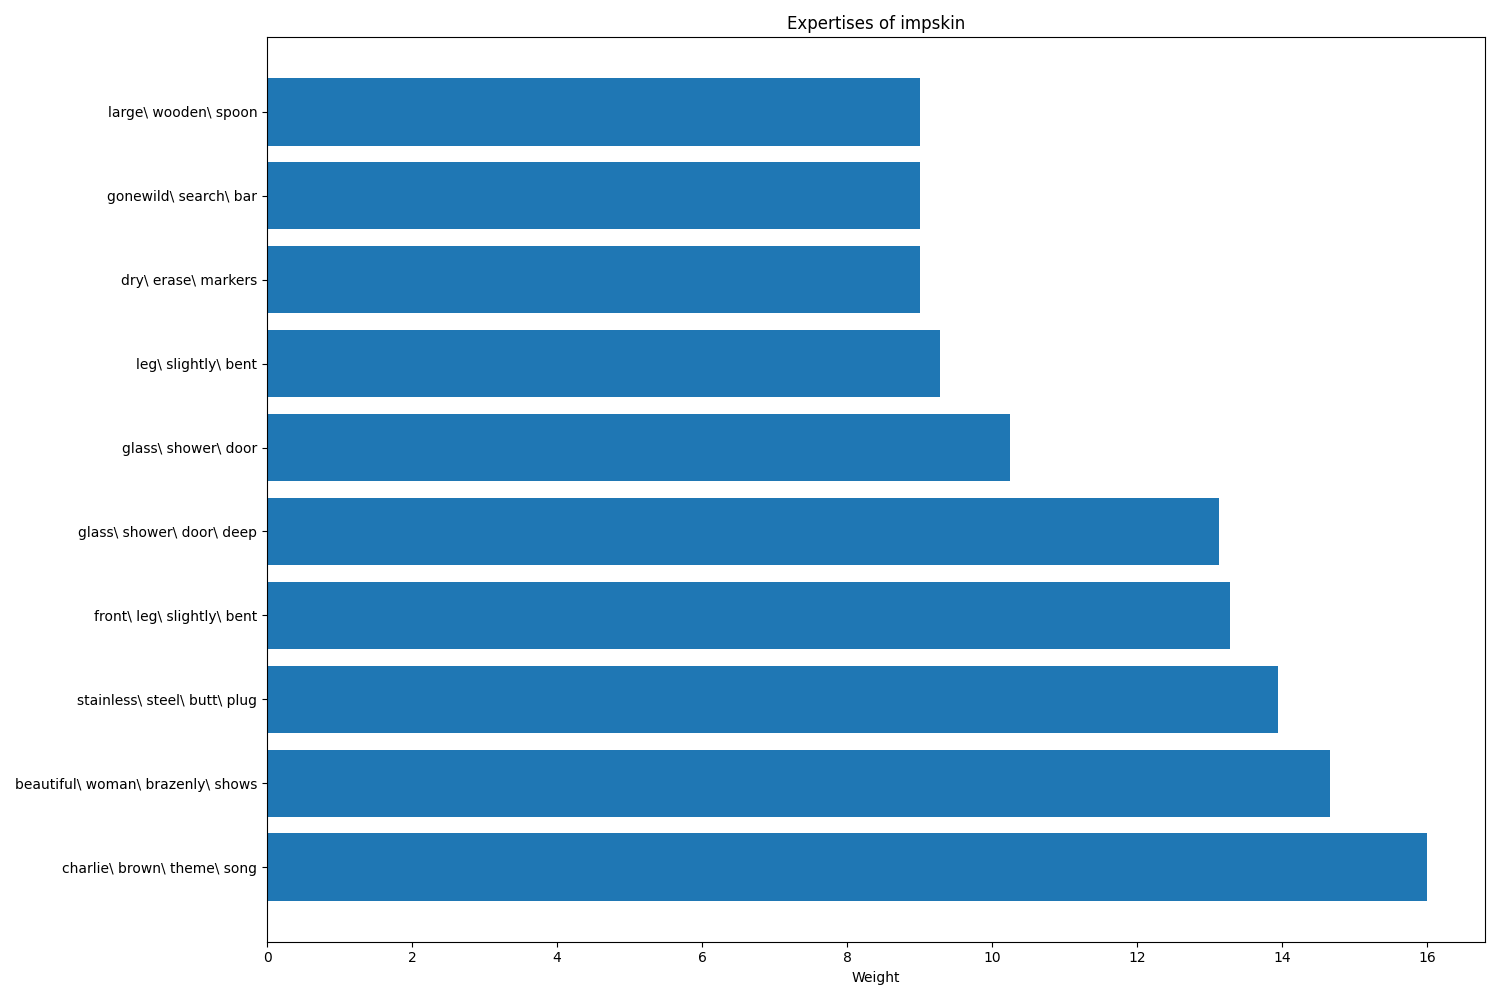 Expertises of impskin
large\ wooden\ spoon
gonewild\ search\ bar
dry\ erase\ markers
leg\ slightly\ bent
glass\ shower\ door
glass\ shower\ door\ deep
front\ leg\ slightly\ bent
stainless\ steel\ butt\ plug
beautiful\ woman\ brazenly\ shows
charlie\ brown\ theme\ song
0 2 4 6 8 10 12 14 16
Weight